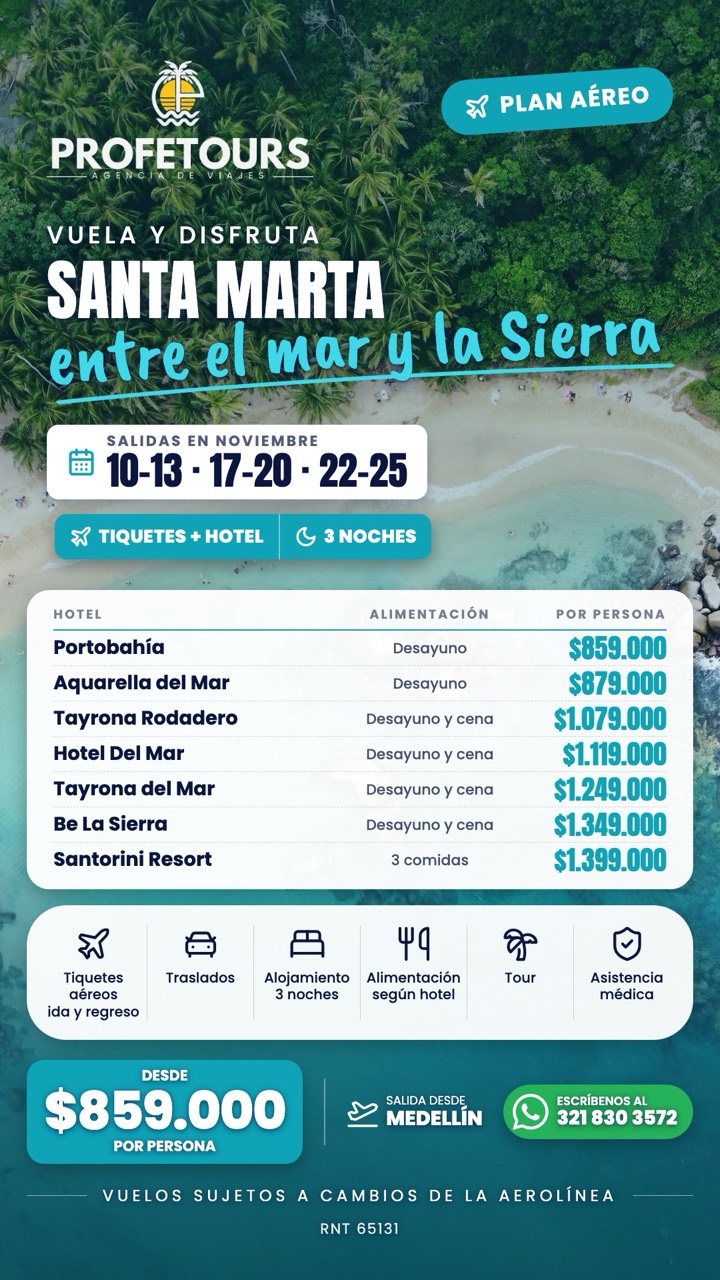 PROFETOURS
AGENCIA DE VIAJES
PLAN AÉREO
VUELA Y DISFRUTA
SANTA MARTA
entre el mar y la Sierra
SALIDAS EN NOVIEMBRE
10-13 · 17-20 · 22-25
TIQUETES + HOTEL 3 NOCHES
HOTEL ALIMENTACIÓN POR PERSONA
Portobahía Desayuno $859.000
Aquarella del Mar Desayuno $879.000
Tayrona Rodadero Desayuno y cena $1.079.000
Hotel Del Mar Desayuno y cena $1.119.000
Tayrona del Mar Desayuno y cena $1.249.000
Be La Sierra Desayuno y cena $1.349.000
Santorini Resort 3 comidas $1.399.000
Tiquetes
aéreos
ida y regreso
Traslados
Alojamiento
3 noches
Alimentación
según hotel
Tour
Asistencia
médica
DESDE
$859.000
POR PERSONA
SALIDA DESDE
MEDELLÍN
ESCRÍBENOS AL
321 830 3572
VUELOS SUJETOS A CAMBIOS DE LA AEROLÍNEA
RNT 65131